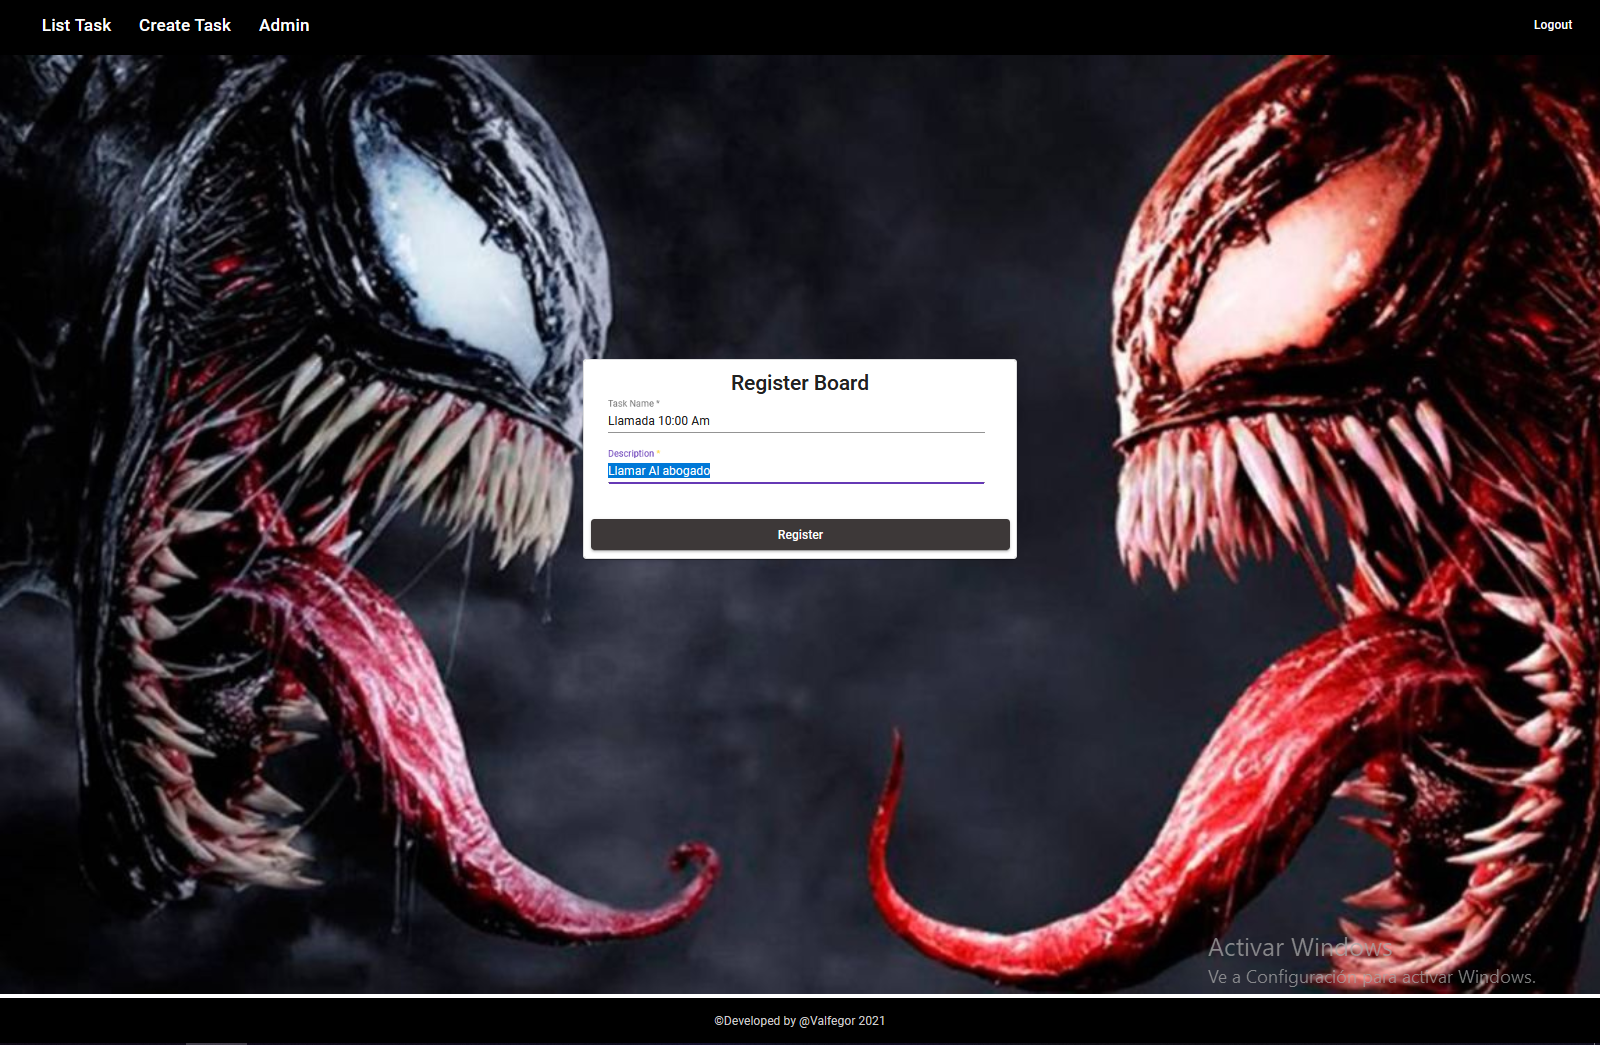 List Task Create Task Admin Logout
Register Board
Task Name *
Llamada 10:00 Am
Description *
Llamar Al abogado
Register
Activar Windows
Ve a Configuración para activar Windows.
©Developed by @Valfegor 2021